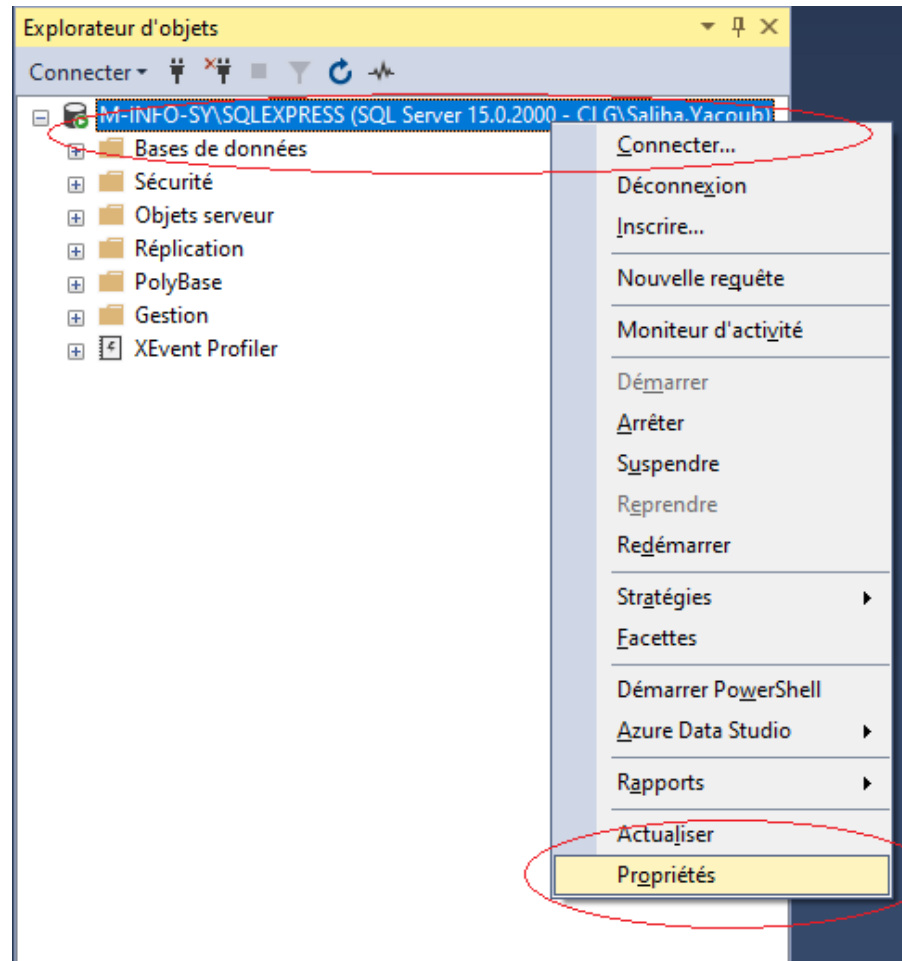 Explorateur d'objets
Connecter
M-INFO-SY\SQLEXPRESS (SQL Server 15.0.2000 - CLG\Saliha.Yacoub)
Bases de données
Sécurité
Objets serveur
Réplication
PolyBase
Gestion
XEvent Profiler
Connecter...
Déconnexion
Inscrire...
Nouvelle requête
Moniteur d'activité
Démarrer
Arrêter
Suspendre
Reprendre
Redémarrer
Stratégies
Facettes
Démarrer PowerShell
Azure Data Studio
Rapports
Actualiser
Propriétés